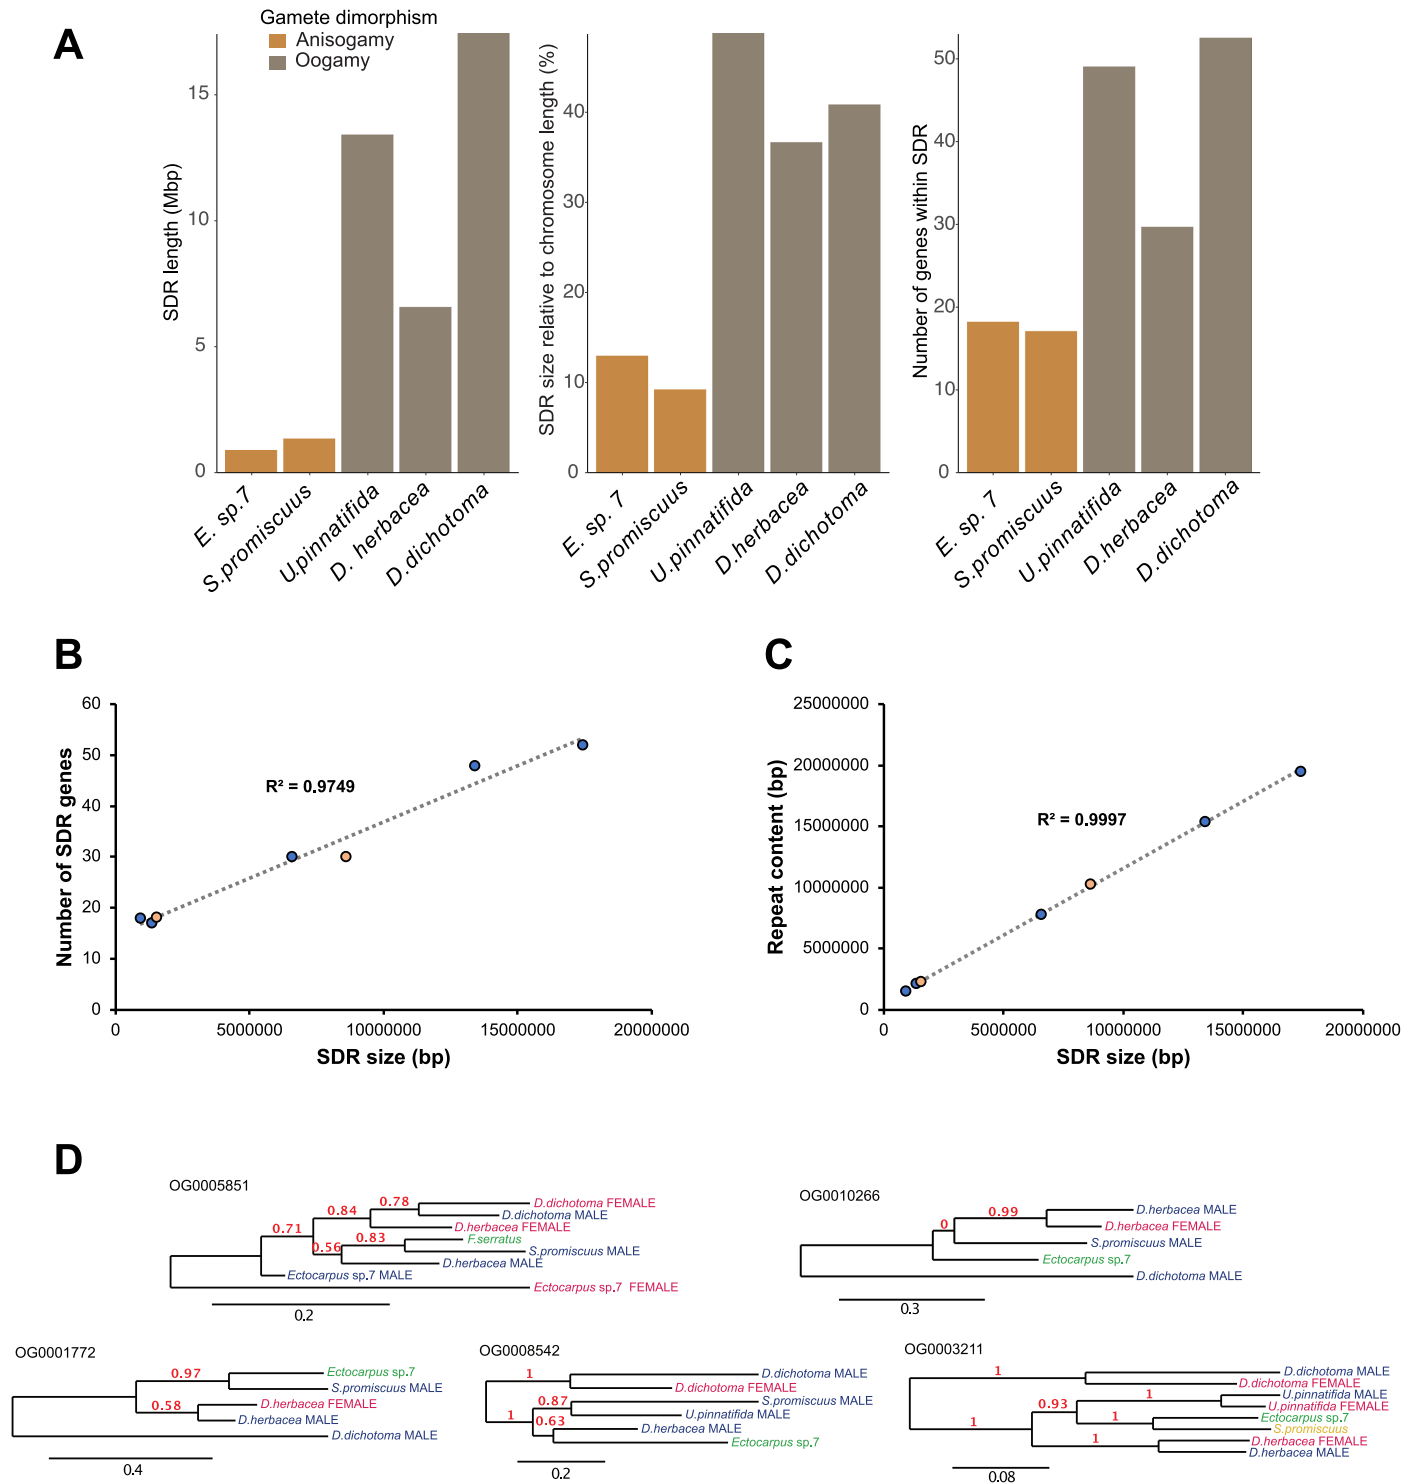 A
Gamete dimorphism
Anisogamy
Oogamy
SDR length (Mbp)
15
10
5
0
E. sp.7
S.promiscuus
U.pinnatifida
D. herbacea
D.dichotoma
SDR size relative to chromosome length (%)
40
30
20
10
0
E. sp. 7
S.promiscuus
U.pinnatifida
D.herbacea
D.dichotoma
Number of genes within SDR
50
40
30
20
10
0
E. sp. 7
S.promiscuus
U.pinnatifida
D.herbacea
D.dichotoma
B
Number of SDR genes
60
50
40
30
20
10
0
R² = 0.9749
0
5000000
10000000
15000000
20000000
SDR size (bp)
C
Repeat content (bp)
25000000
20000000
15000000
10000000
5000000
0
R² = 0.9997
0
5000000
10000000
15000000
20000000
SDR size (bp)
D
OG0005851
0.78
0.84
0.71
0.83
0.56
D.dichotoma FEMALE
D.dichotoma MALE
D.herbacea FEMALE
F.serratus
S.promiscuus MALE
D.herbacea MALE
Ectocarpus sp.7 MALE
Ectocarpus sp.7 FEMALE
0.2
OG0010266
0.99
0
D.herbacea MALE
D.herbacea FEMALE
S.promiscuus MALE
Ectocarpus sp.7
D.dichotoma MALE
0.3
OG0001772
0.97
0.58
Ectocarpus sp.7
S.promiscuus MALE
D.herbacea FEMALE
D.herbacea MALE
D.dichotoma MALE
0.4
OG0008542
1
0.87
1
0.63
D.dichotoma MALE
D.dichotoma FEMALE
S.promiscuus MALE
U.pinnatifida MALE
D.herbacea MALE
Ectocarpus sp.7
0.2
OG0003211
1
1
0.93
1
1
1
D.dichotoma MALE
D.dichotoma FEMALE
U.pinnatifida MALE
U.pinnatifida FEMALE
Ectocarpus sp.7
S.promiscuus
D.herbacea FEMALE
D.herbacea MALE
0.08